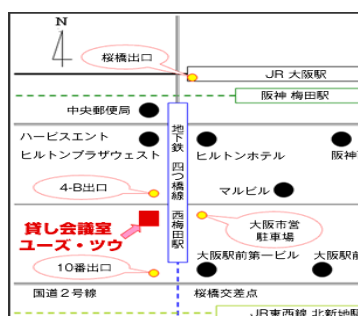 N
桜橋出口
JR 大阪駅
阪神 梅田駅
中央郵便局
ハービスエント
ヒルトンプラザウェスト
地下鉄 四つ橋線 西梅田駅
ヒルトンホテル
阪神
4-B出口
マルビル
貸し会議室
ユーズ・ツウ
大阪市営
駐車場
10番出口
大阪駅前第一ビル
大阪駅前
国道2号線
桜橋交差点
JR東西線 北新地駅